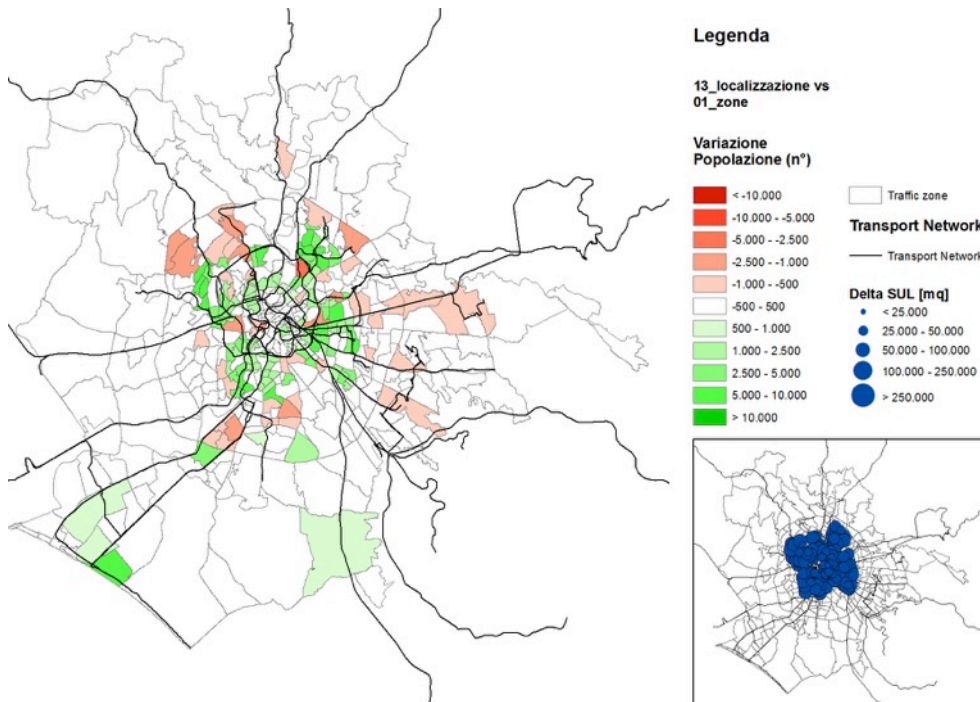 Legenda
13_localizzazione vs
01_zone
Variazione
Popolazione (n°)
< -10.000
-10.000 - -5.000
-5.000 - -2.500
-2.500 - -1.000
-1.000 - -500
-500 - 500
500 - 1.000
1.000 - 2.500
2.500 - 5.000
5.000 - 10.000
> 10.000
Traffic zone
Transport Network
Transport Network
Delta SUL [mq]
< 25.000
25.000 - 50.000
50.000 - 100.000
100.000 - 250.000
> 250.000